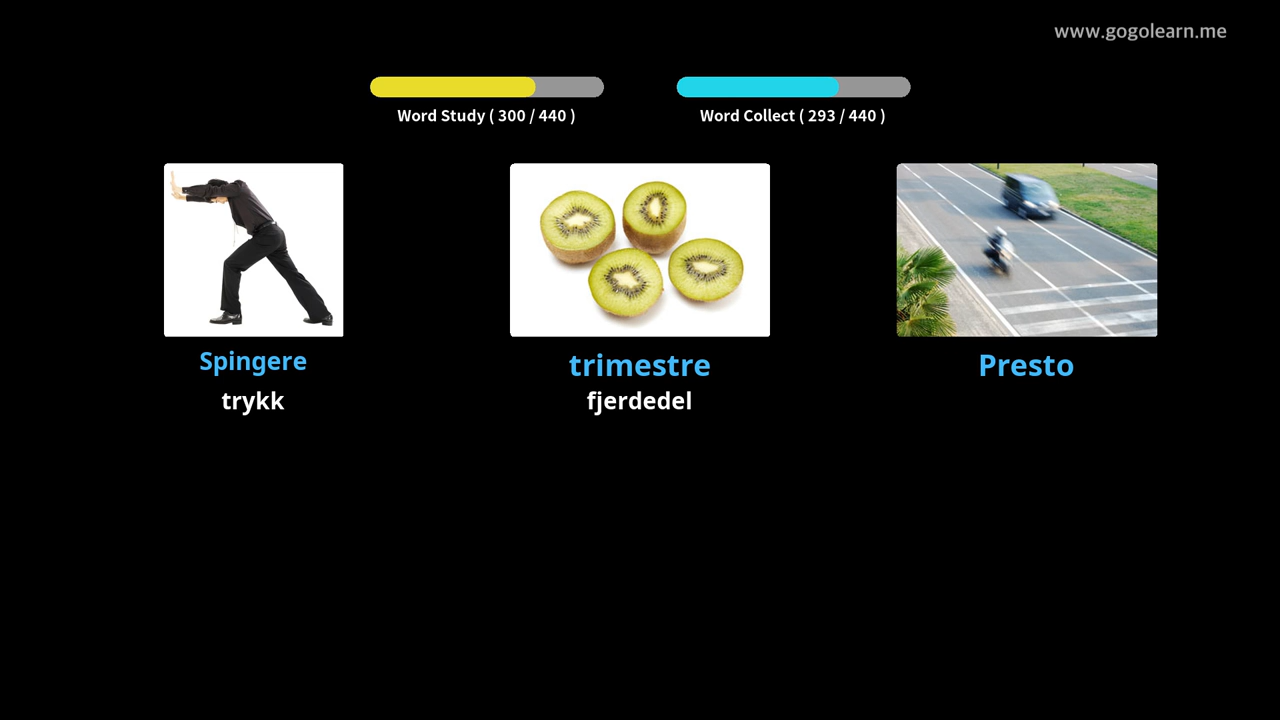 www.gogolearn.me
Word Study ( 300 / 440 )
Word Collect ( 293 / 440 )
Spingere
trykk
trimestre
fjerdedel
Presto